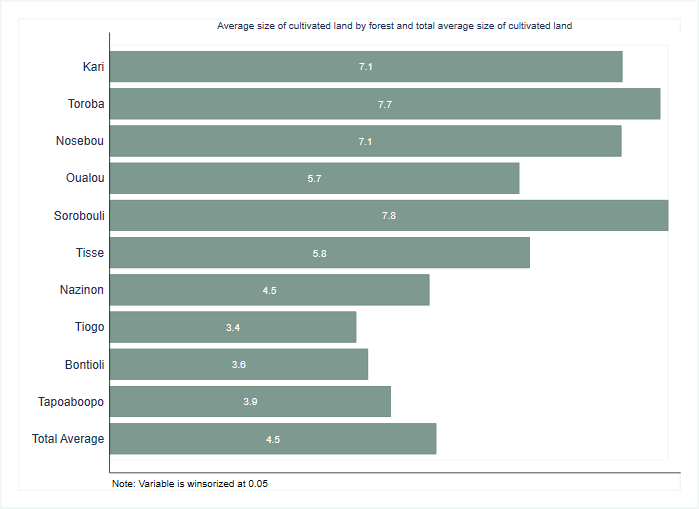 Average size of cultivated land by forest and total average size of cultivated land
Kari 7.1
Toroba 7.7
Nosebou 7.1
Oualou 5.7
Sorobouli 7.8
Tisse 5.8
Nazinon 4.5
Tiogo 3.4
Bontioli 3.6
Tapoaboopo 3.9
Total Average 4.5
Note: Variable is winsorized at 0.05